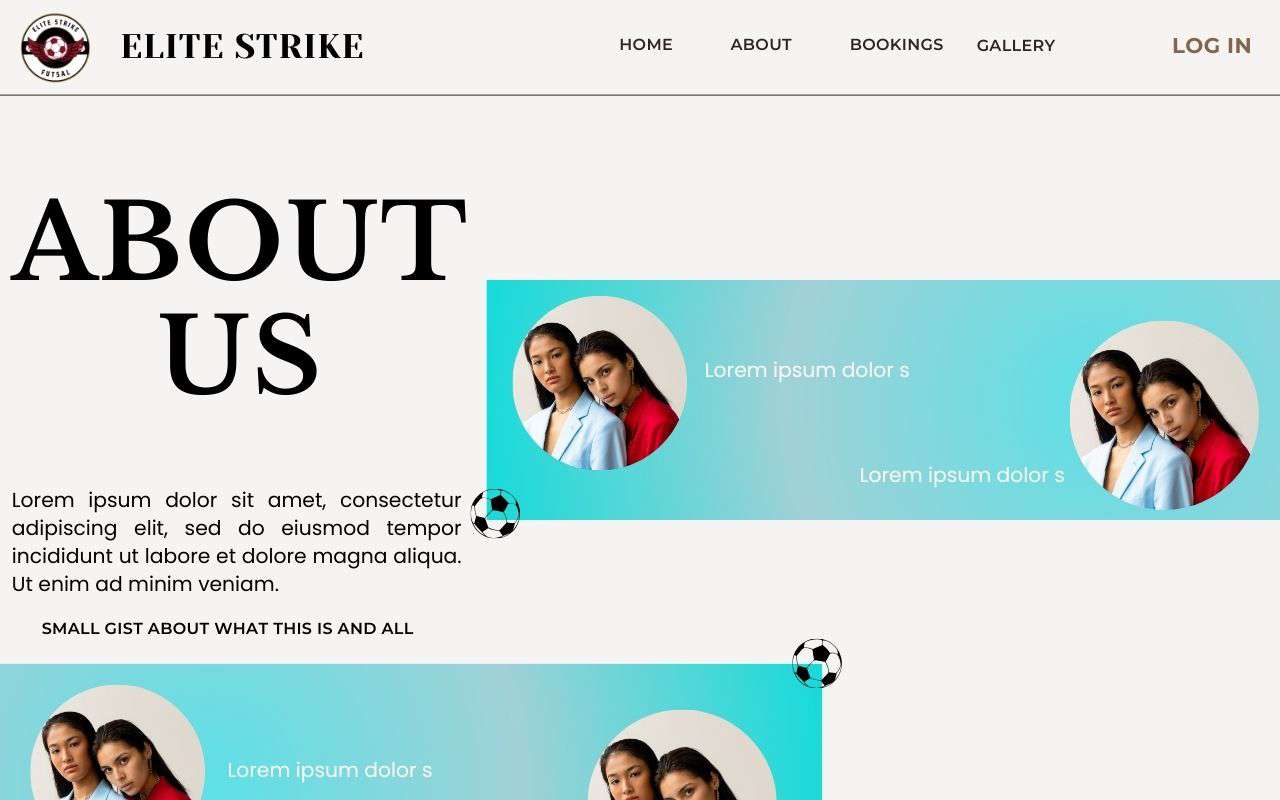 ELITE STRIKE
FUTSAL
ELITE STRIKE
HOME
ABOUT
BOOKINGS
GALLERY
LOG IN
ABOUT
US
Lorem ipsum dolor s
Lorem ipsum dolor s
Lorem ipsum dolor sit amet, consectetur
adipiscing elit, sed do eiusmod tempor
incididunt ut labore et dolore magna aliqua.
Ut enim ad minim veniam.
SMALL GIST ABOUT WHAT THIS IS AND ALL
Lorem ipsum dolor s